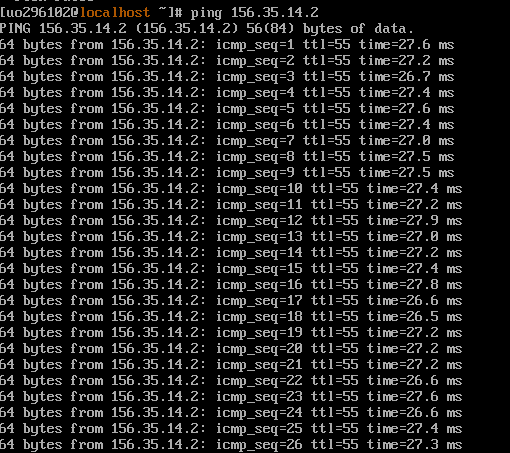 [uo296102@localhost ~]# ping 156.35.14.2
PING 156.35.14.2 (156.35.14.2) 56(84) bytes of data.
64 bytes from 156.35.14.2: icmp_seq=1 ttl=55 time=27.6 ms
64 bytes from 156.35.14.2: icmp_seq=2 ttl=55 time=27.2 ms
64 bytes from 156.35.14.2: icmp_seq=3 ttl=55 time=26.7 ms
64 bytes from 156.35.14.2: icmp_seq=4 ttl=55 time=27.4 ms
64 bytes from 156.35.14.2: icmp_seq=5 ttl=55 time=27.6 ms
64 bytes from 156.35.14.2: icmp_seq=6 ttl=55 time=27.4 ms
64 bytes from 156.35.14.2: icmp_seq=7 ttl=55 time=27.0 ms
64 bytes from 156.35.14.2: icmp_seq=8 ttl=55 time=27.5 ms
64 bytes from 156.35.14.2: icmp_seq=9 ttl=55 time=27.5 ms
64 bytes from 156.35.14.2: icmp_seq=10 ttl=55 time=27.4 ms
64 bytes from 156.35.14.2: icmp_seq=11 ttl=55 time=27.2 ms
64 bytes from 156.35.14.2: icmp_seq=12 ttl=55 time=27.9 ms
64 bytes from 156.35.14.2: icmp_seq=13 ttl=55 time=27.0 ms
64 bytes from 156.35.14.2: icmp_seq=14 ttl=55 time=27.2 ms
64 bytes from 156.35.14.2: icmp_seq=15 ttl=55 time=27.4 ms
64 bytes from 156.35.14.2: icmp_seq=16 ttl=55 time=27.8 ms
64 bytes from 156.35.14.2: icmp_seq=17 ttl=55 time=26.6 ms
64 bytes from 156.35.14.2: icmp_seq=18 ttl=55 time=26.5 ms
64 bytes from 156.35.14.2: icmp_seq=19 ttl=55 time=27.2 ms
64 bytes from 156.35.14.2: icmp_seq=20 ttl=55 time=27.2 ms
64 bytes from 156.35.14.2: icmp_seq=21 ttl=55 time=27.2 ms
64 bytes from 156.35.14.2: icmp_seq=22 ttl=55 time=26.6 ms
64 bytes from 156.35.14.2: icmp_seq=23 ttl=55 time=27.6 ms
64 bytes from 156.35.14.2: icmp_seq=24 ttl=55 time=26.6 ms
64 bytes from 156.35.14.2: icmp_seq=25 ttl=55 time=27.4 ms
64 bytes from 156.35.14.2: icmp_seq=26 ttl=55 time=27.3 ms